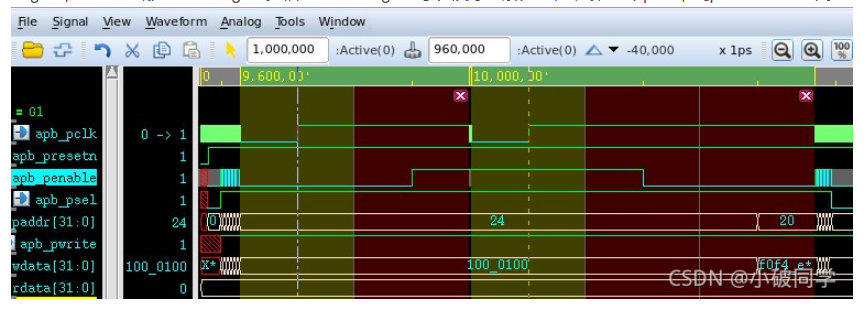 File Signal View Waveform Analog Tools Window
1,000,000 :Active(0) 960,000 :Active(0) -40,000 x 1ps 100 %
0 9,600,0 10,000,
= G1
apb_pclk 0 -> 1
apb_presetn 1
apb_penable 1
apb_psel 1
paddr[31:0] 24 0 24 20
apb_pwrite 1
wdata[31:0] 100_0100 X* 100_0100 f0f4_e*
rdata[31:0] 0
CSDN @小破同学